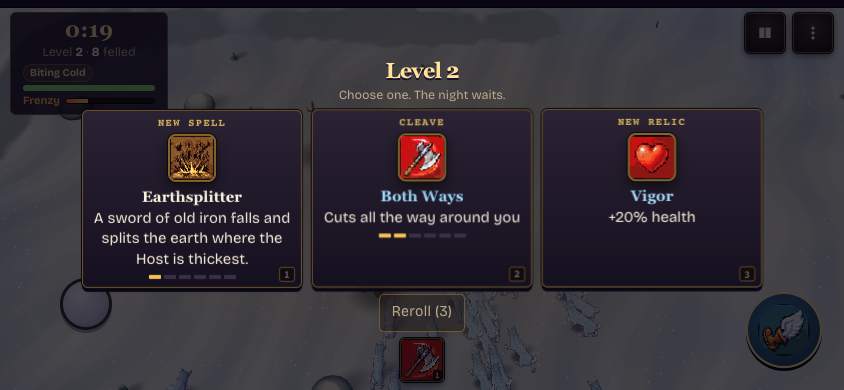 0:19
Level 2 · 8 felled
Biting Cold
Frenzy
Level 2
Choose one. The night waits.
NEW SPELL
Earthsplitter
A sword of old iron falls and
splits the earth where the
Host is thickest.
1
CLEAVE
Both Ways
Cuts all the way around you
2
NEW RELIC
Vigor
+20% health
3
Reroll (3)
1